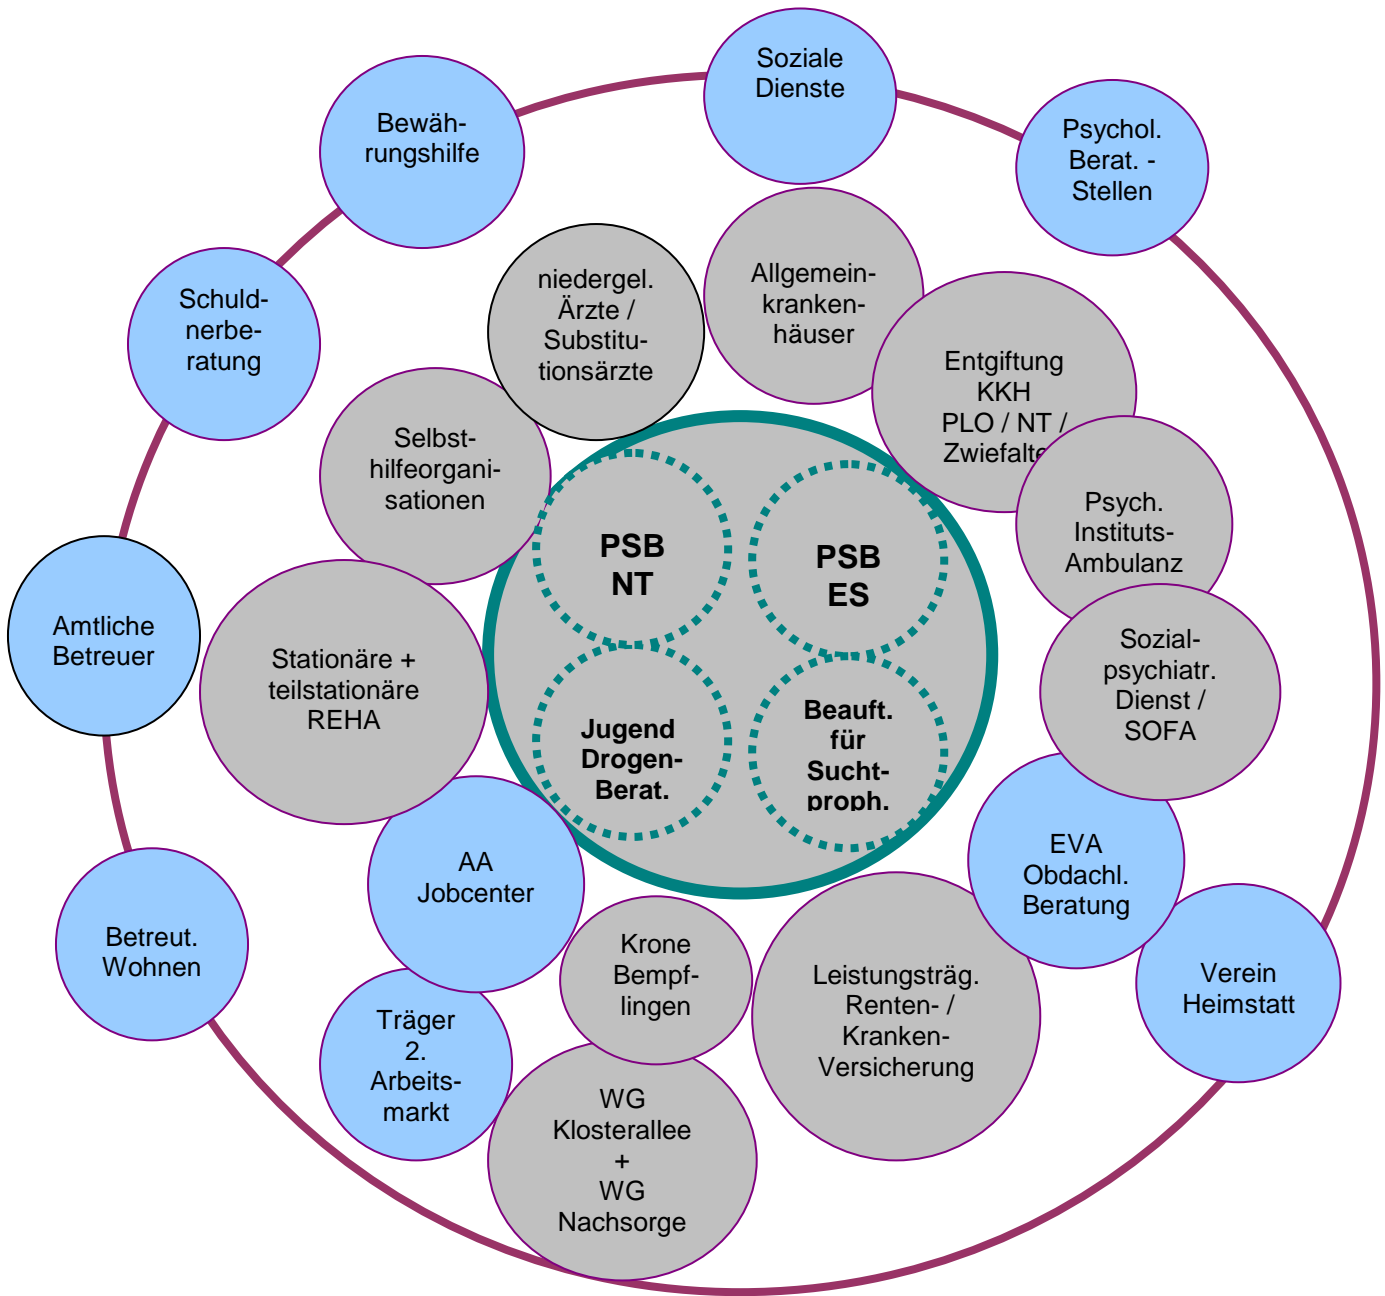 Soziale
Dienste
Bewäh-
rungshilfe
Psychol.
Berat. -
Stellen
Schuld-
nerbe-
ratung
niedergel.
Ärzte /
Substitu-
tionsärzte
Allgemein-
kranken-
häuser
Entgiftung
KKH
PLO / NT /
Zwiefalte
Selbst-
hilfeorgani-
sationen
Psych.
Instituts-
Ambulanz
PSB
NT
PSB
ES
Amtliche
Betreuer
Stationäre +
teilstationäre
REHA
Sozial-
psychiatr.
Dienst /
SOFA
Jugend
Drogen-
Berat.
Beauft.
für
Sucht-
proph.
AA
Jobcenter
EVA
Obdachl.
Beratung
Betreut.
Wohnen
Krone
Bempf-
lingen
Leistungsträg.
Renten- /
Kranken-
Versicherung
Verein
Heimstatt
Träger
2.
Arbeits-
markt
WG
Klosterallee
+
WG
Nachsorge